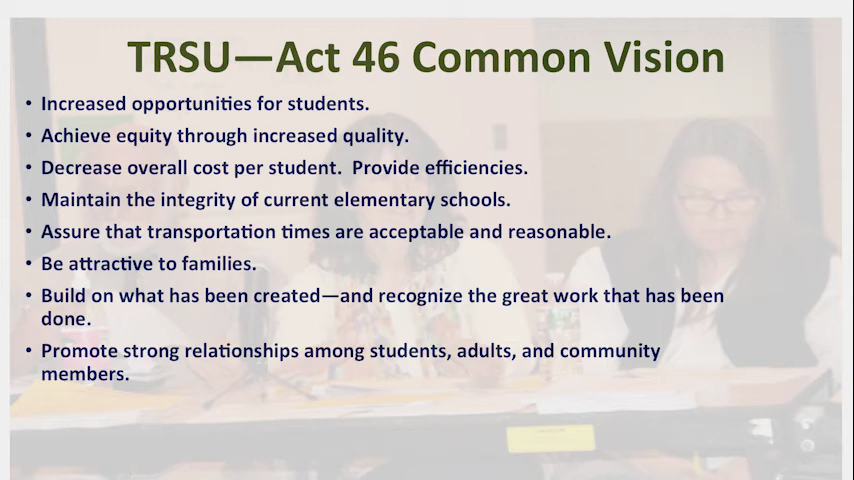 TRSU—Act 46 Common Vision
• Increased opportunities for students.
• Achieve equity through increased quality.
• Decrease overall cost per student.  Provide efficiencies.
• Maintain the integrity of current elementary schools.
• Assure that transportation times are acceptable and reasonable.
• Be attractive to families.
• Build on what has been created—and recognize the great work that has been
done.
• Promote strong relationships among students, adults, and community
members.